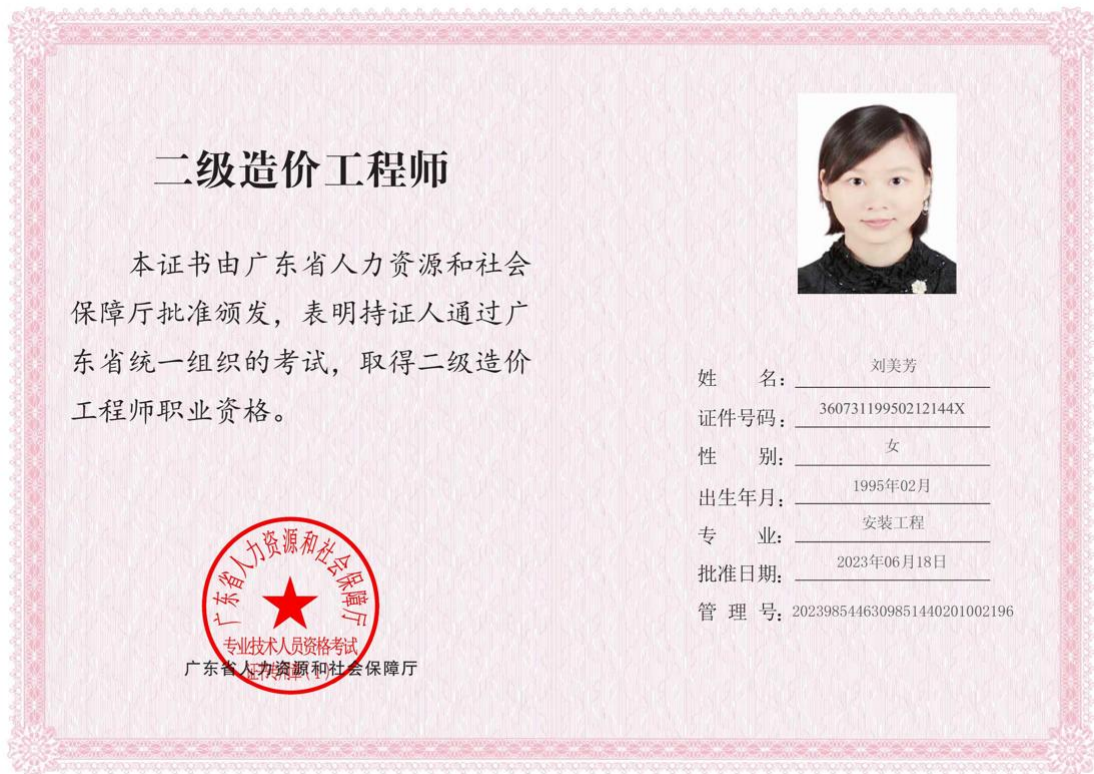 二级造价工程师
本证书由广东省人力资源和社会
保障厅批准颁发，表明持证人通过广
东省统一组织的考试，取得二级造价
工程师职业资格。
广东省人力资源和社会保障厅
专业技术人员资格考试
广东省人力资源和社会保障厅
姓 名：刘美芳
证件号码：36073119950212144X
性 别：女
出生年月：1995年02月
专 业：安装工程
批准日期：2023年06月18日
管 理 号：20239854463098514402010021​96